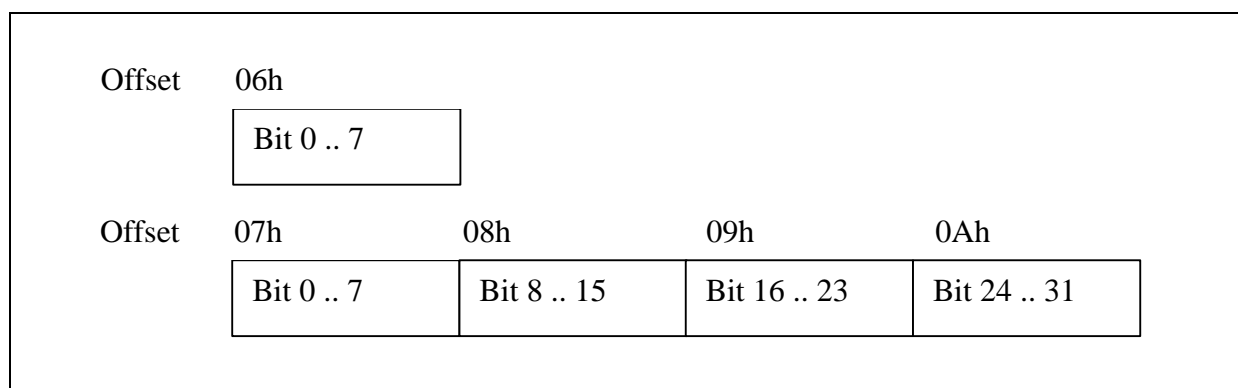 Offset 06h
Bit 0 .. 7
Offset 07h 08h 09h 0Ah
Bit 0 .. 7 Bit 8 .. 15 Bit 16 .. 23 Bit 24 .. 31